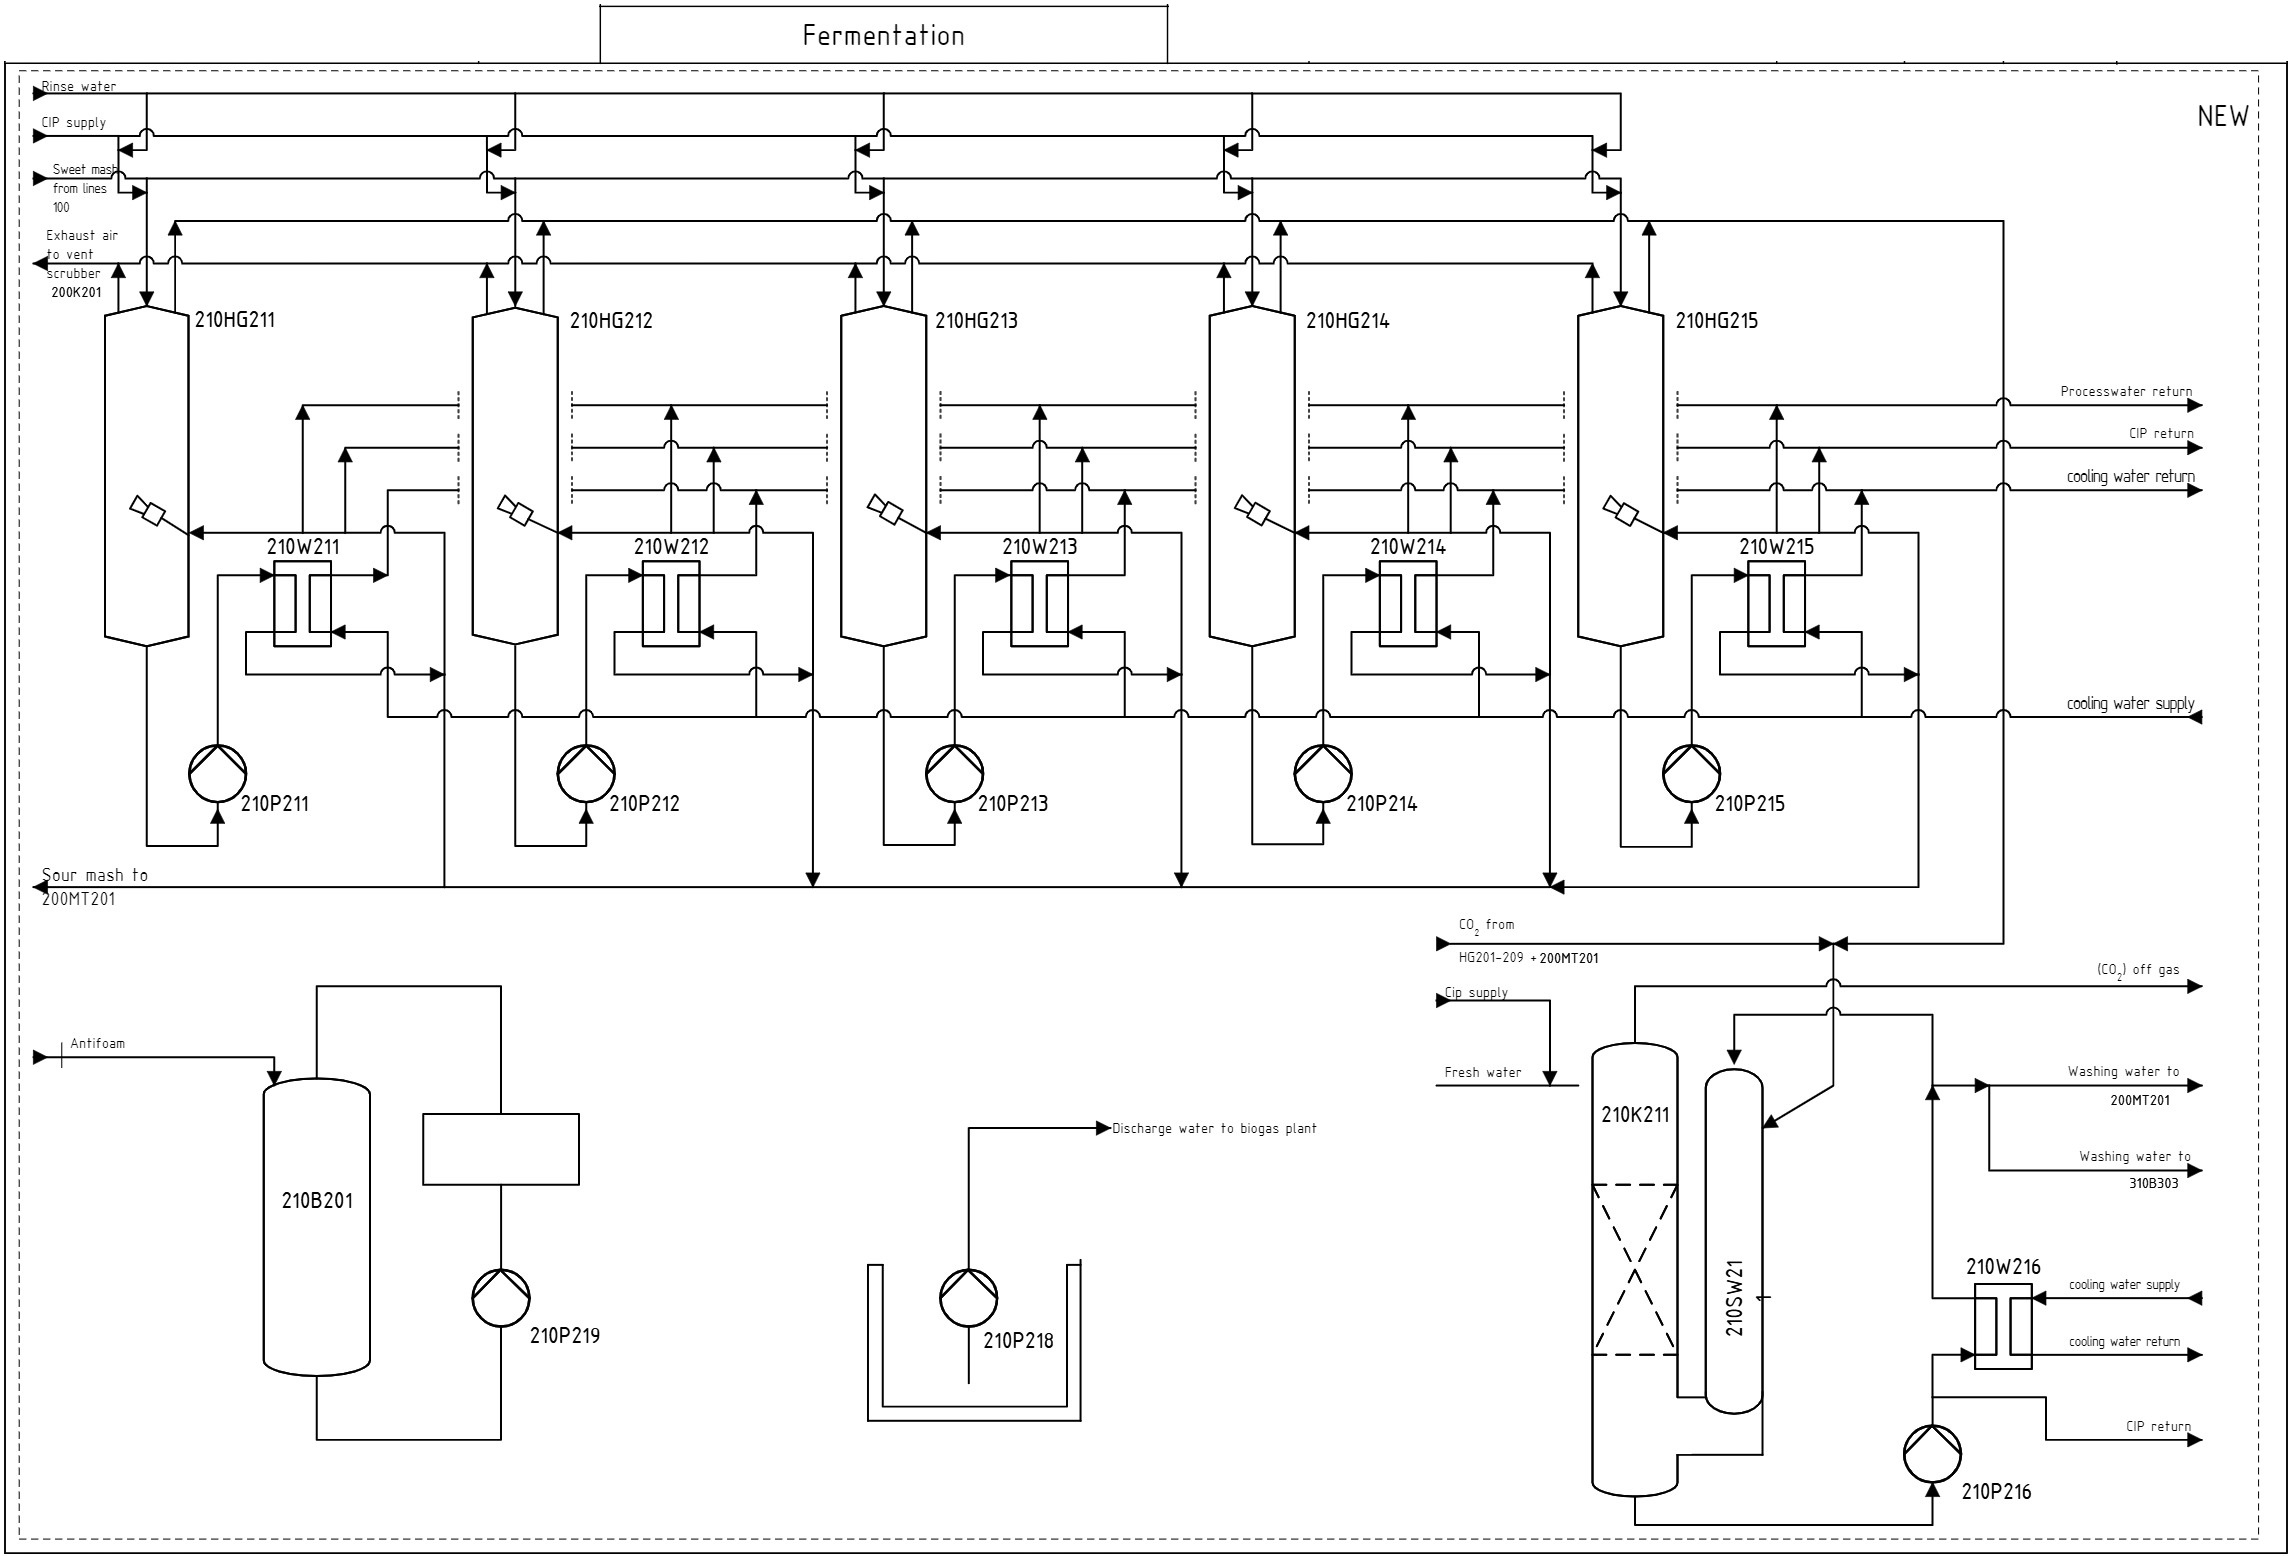 Fermentation
NEW
Rinse water
CIP supply
Sweet mash
from lines
100
Exhaust air
to vent
scrubber
200K201
210HG211
210HG212
210HG213
210HG214
210HG215
Processwater return
CIP return
cooling water return
210W211
210W212
210W213
210W214
210W215
cooling water supply
210P211
210P212
210P213
210P214
210P215
Sour mash to
200MT201
CO2 from
HG201-209 + 200MT201
(CO2) off gas
Cip supply
Antifoam
Fresh water
Washing water to
200MT201
210K211
Discharge water to biogas plant
Washing water to
310B303
210B201
210SW21
1
210W216
cooling water supply
210P219
210P218
cooling water return
CIP return
210P216